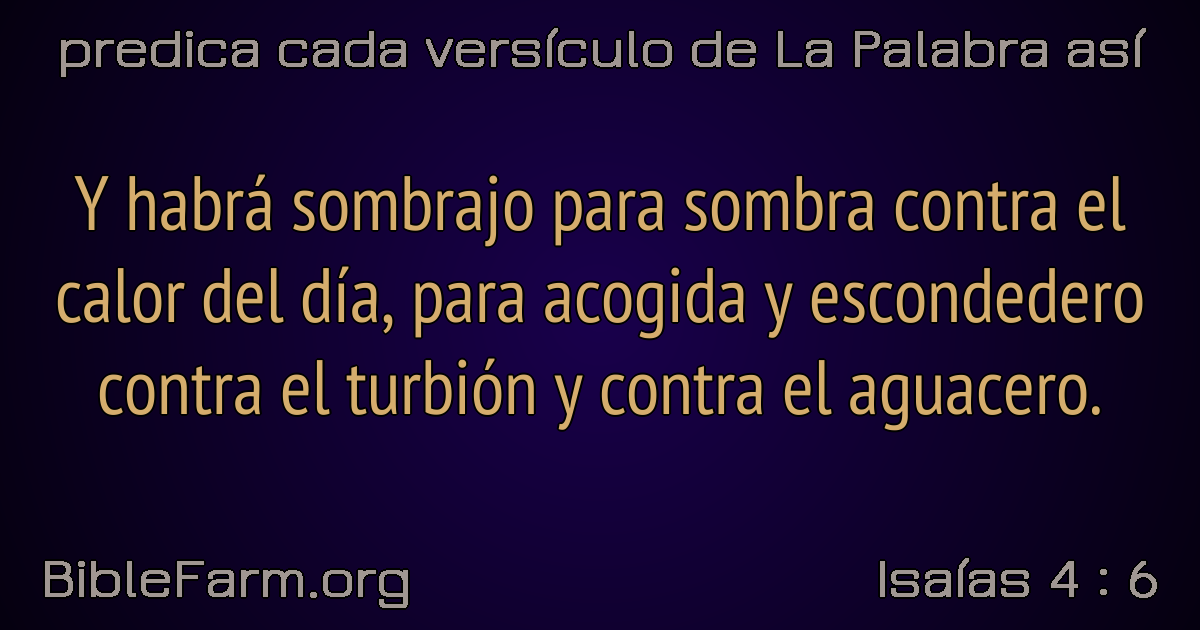 predica cada versículo de La Palabra así
Y habrá sombrajo para sombra contra el
calor del día, para acogida y escondedero
contra el turbión y contra el aguacero.
BibleFarm.org
Isaías 4 : 6